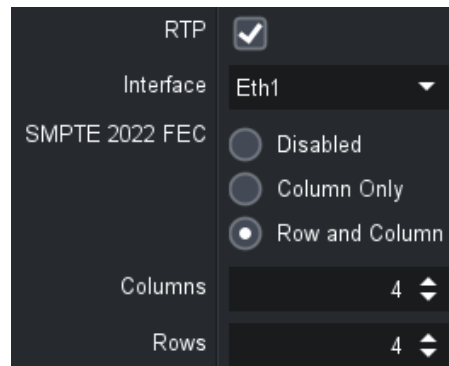 RTP
Interface Eth1
SMPTE 2022 FEC
Disabled
Column Only
Row and Column
Columns 4
Rows 4